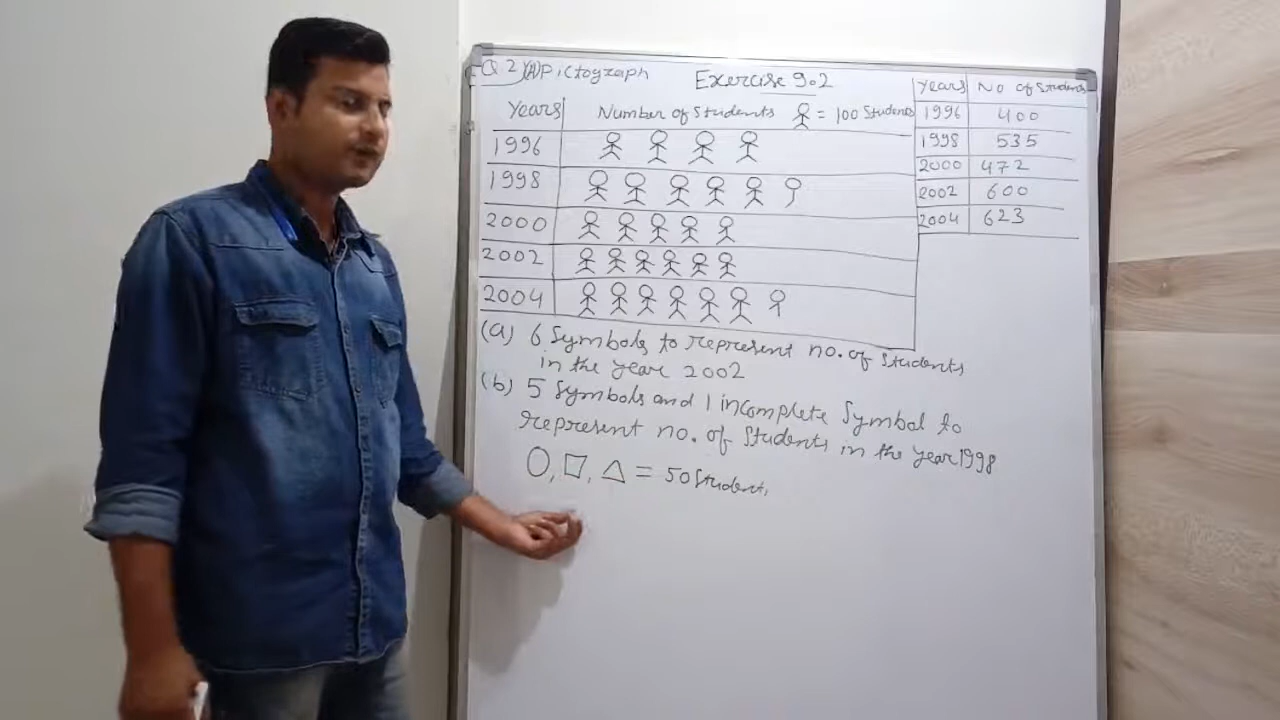 Q 2) (A) Pictograph Exercise 9.2
Years Number of Students = 100 Students
1996
1998
2000
2002
2004
Years No of Students
1996 400
1998 535
2000 472
2002 600
2004 623
(a) 6 Symbols to represent no. of Students
in the year 2002
(b) 5 Symbols and 1 incomplete Symbol to
represent no. of Students in the year 1998
O, □, △ = 50 Students